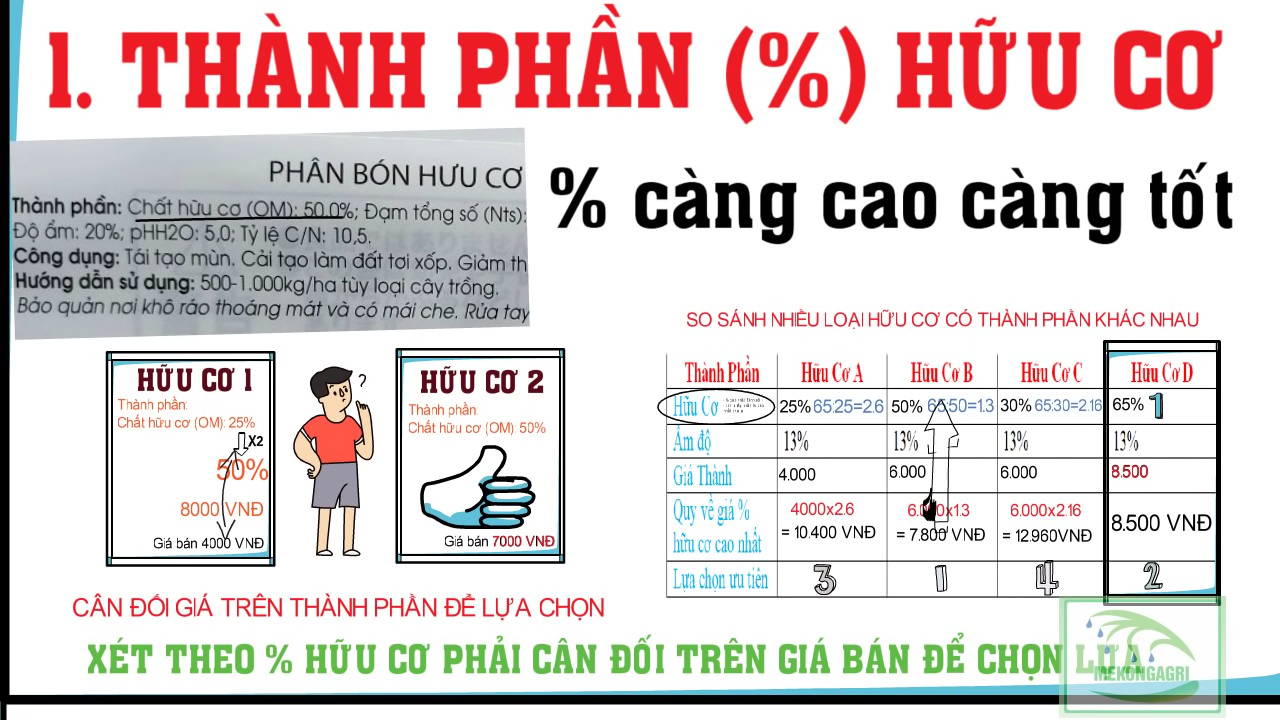 1. THÀNH PHẦN (%) HỮU CƠ
PHÂN BÓN HƯU CƠ
Thành phần: Chất hữu cơ (OM): 50.0%; Đạm tổng số (Nts):
Độ ẩm: 20%; pHH2O: 5,0; Tỷ lệ C/N: 10,5.
Công dụng: Tái tạo mùn. Cải tạo làm đất tơi xốp. Giảm th
Hướng dẫn sử dụng: 500-1.000kg/ha tùy loại cây trồng.
Bảo quản nơi khô ráo thoáng mát và có mái che. Rửa tay
% càng cao càng tốt
HỮU CƠ 1
Thành phần:
Chất hữu cơ (OM): 25%
X2
50%
8000 VNĐ
Giá bán 4000 VNĐ
?
HỮU CƠ 2
Thành phần
Chất hữu cơ (OM): 50%
Giá bán 7000 VNĐ
CÂN ĐỐI GIÁ TRÊN THÀNH PHẦN ĐỂ LỰA CHỌN
SO SÁNH NHIỀU LOẠI HỮU CƠ CÓ THÀNH PHẦN KHÁC NHAU
Thành Phần Hữu Cơ A Hữu Cơ B Hữu Cơ C Hữu Cơ D
Hữu Cơ 25% 65:25=2.6 50% 65:50=1.3 30% 65:30=2.16 65% 1
Ẩm độ 13% 13% 13% 13%
Giá Thành 4.000 6.000 6.000 8.500
Quy về giá % 4000x2.6 6.000x1.3 6.000x2.16 8.500 VNĐ
hữu cơ cao nhất = 10.400 VNĐ = 7.800 VNĐ = 12.960VNĐ
Lựa chọn ưu tiên 3 1 4 2
XÉT THEO % HỮU CƠ PHẢI CÂN ĐỐI TRÊN GIÁ BÁN ĐỂ CHỌN LỰA
MEKONGAGRI